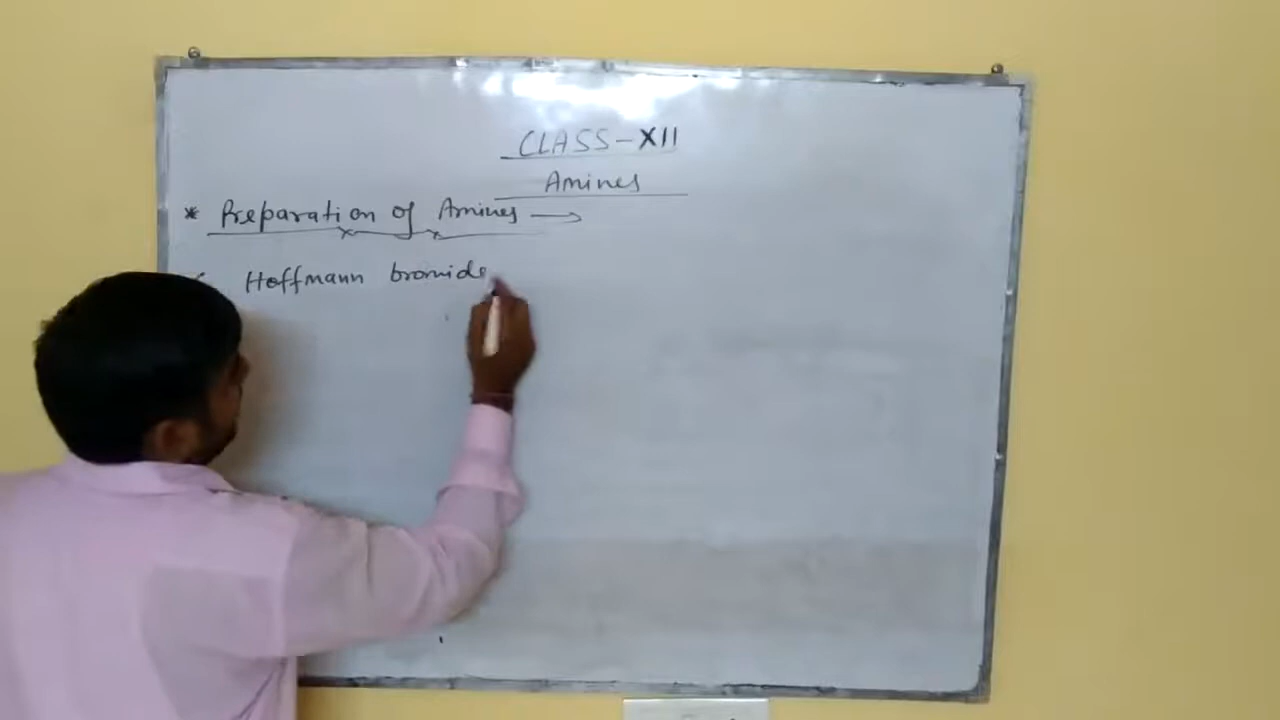 CLASS-XII
Amines
* Preparation of Amines →
Hoffmann bromide